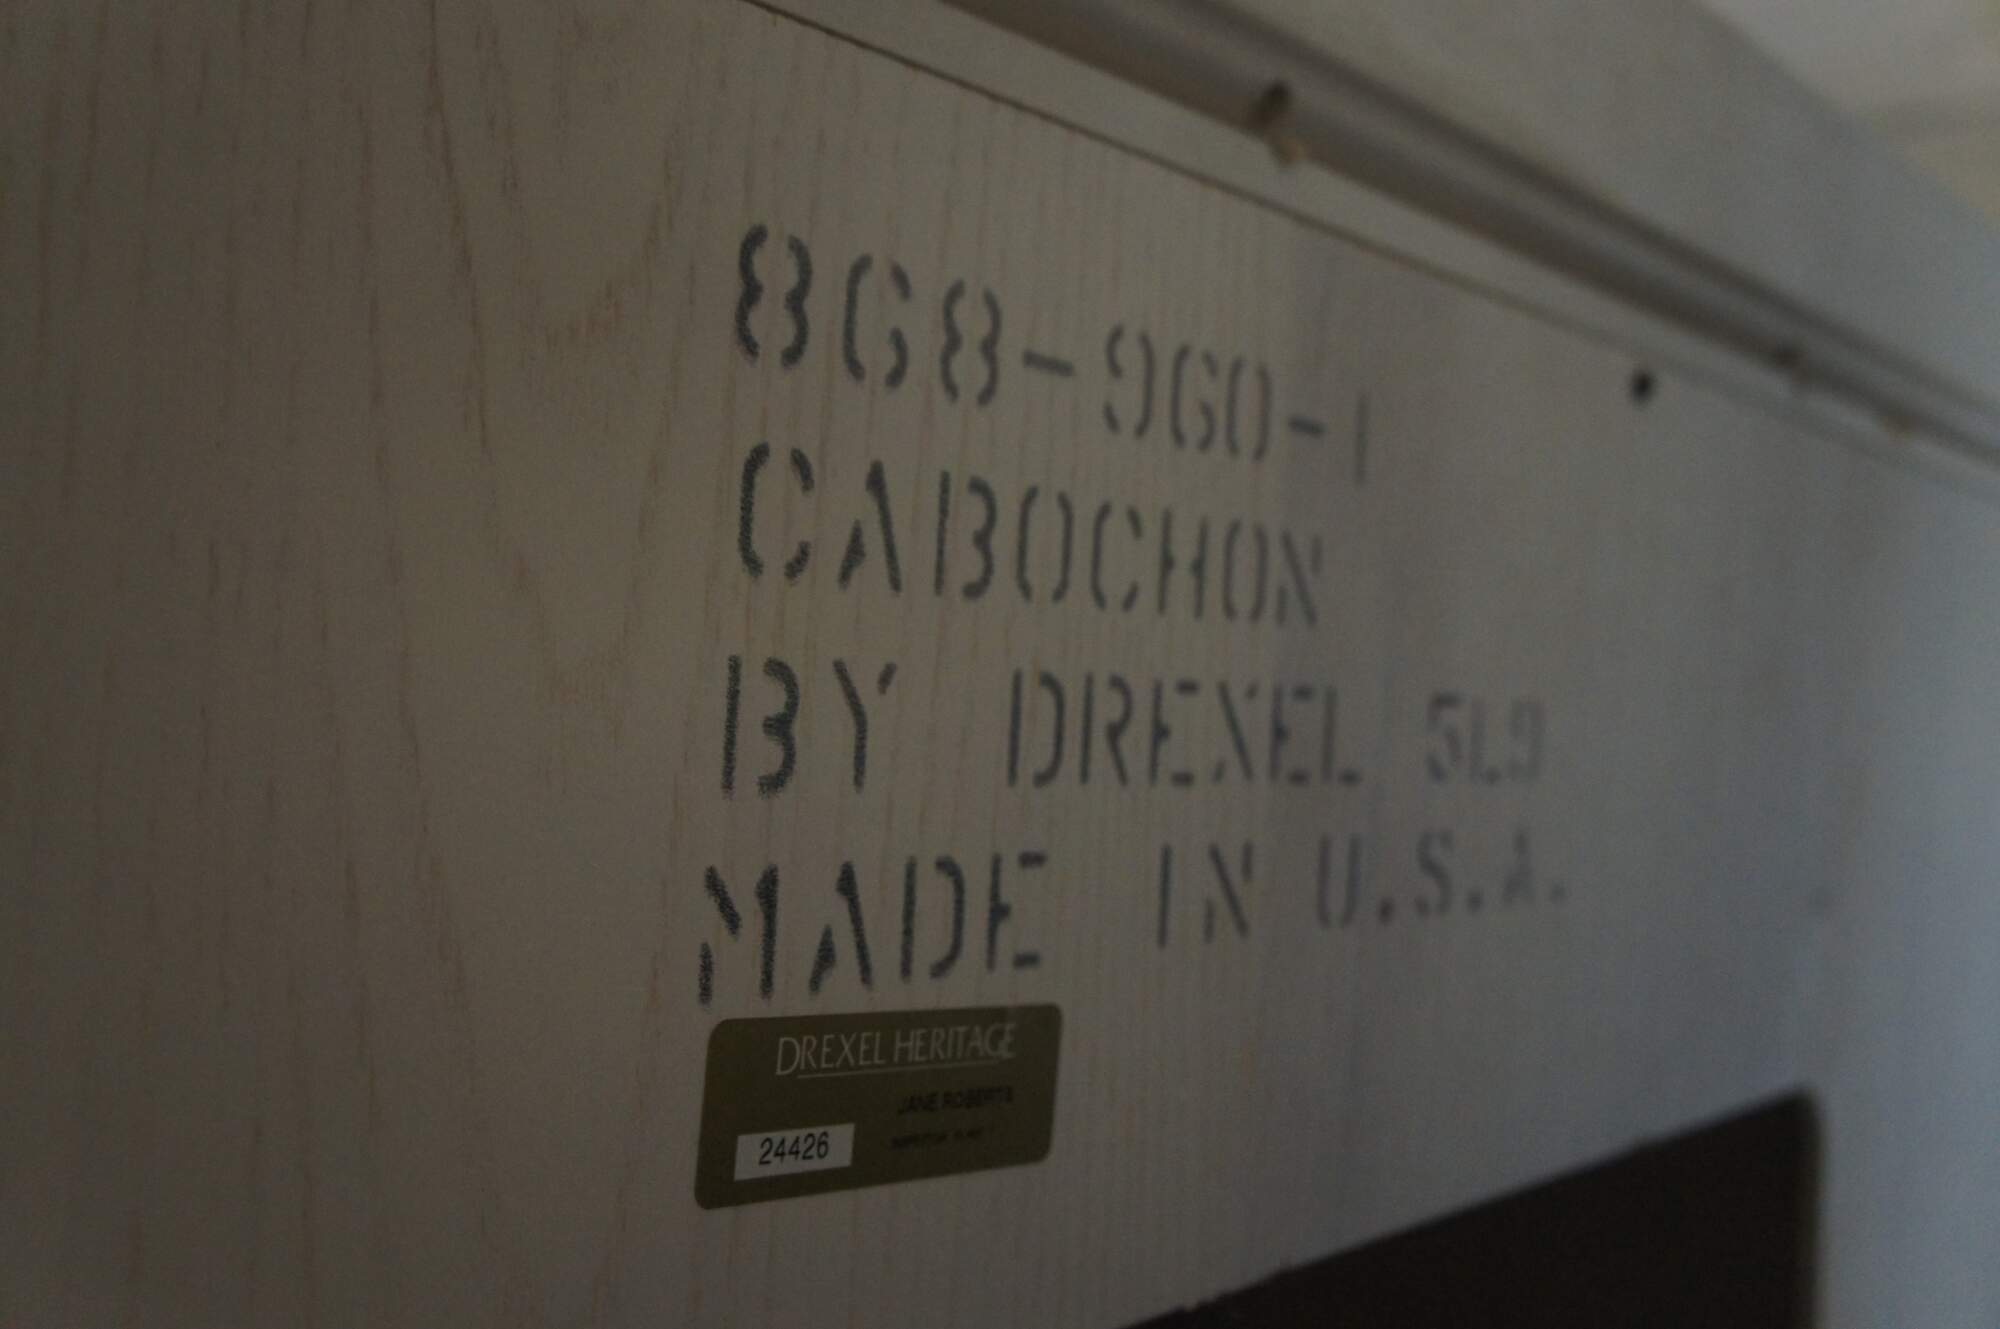 868-960-1
CABOCHON
BY DREXEL 5L9
MADE IN U.S.A.
DREXEL HERITAGE
JANE ROBERTS
24426